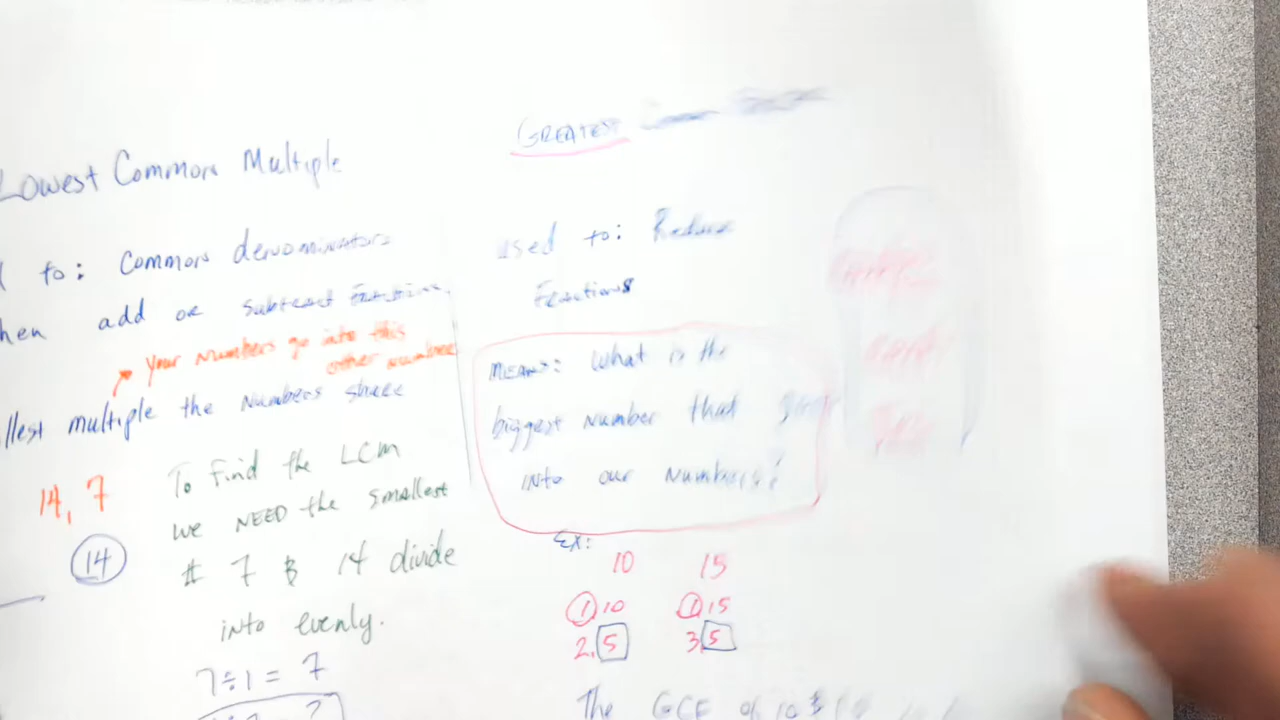 Lowest Common Multiple
to: Common denominators
hen add or subtract fractions.
your numbers go into this
other number
llest multiple the numbers share
14, 7
14
To find the LCM
we NEED the smallest
# 7 & 14 divide
into evenly.
7÷1 = 7
GREATEST Common
used to: Reduce
Fractions
MEANS: What is the
biggest number that
into our numbers?
EX:
10 15
1 10 1 15
2, 5 3, 5
The GCF of 10 &